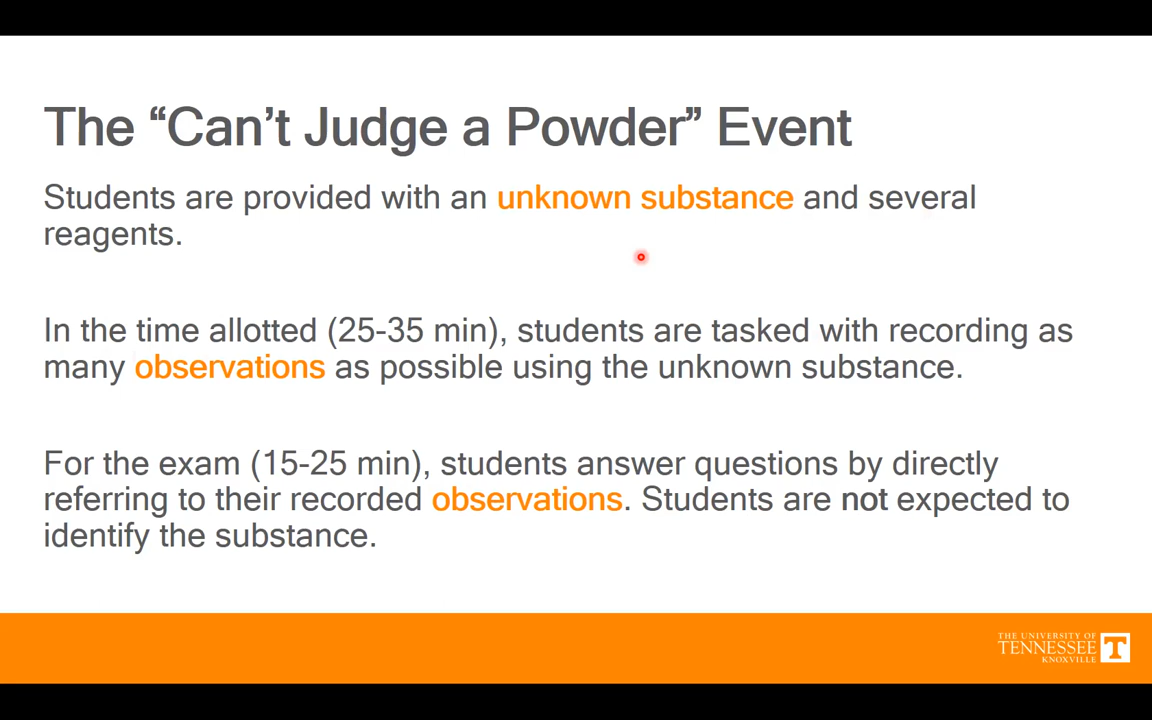 The “Can’t Judge a Powder” Event
Students are provided with an unknown substance and several
reagents.
In the time allotted (25-35 min), students are tasked with recording as
many observations as possible using the unknown substance.
For the exam (15-25 min), students answer questions by directly
referring to their recorded observations. Students are not expected to
identify the substance.
THE UNIVERSITY OF
TENNESSEE
KNOXVILLE
T